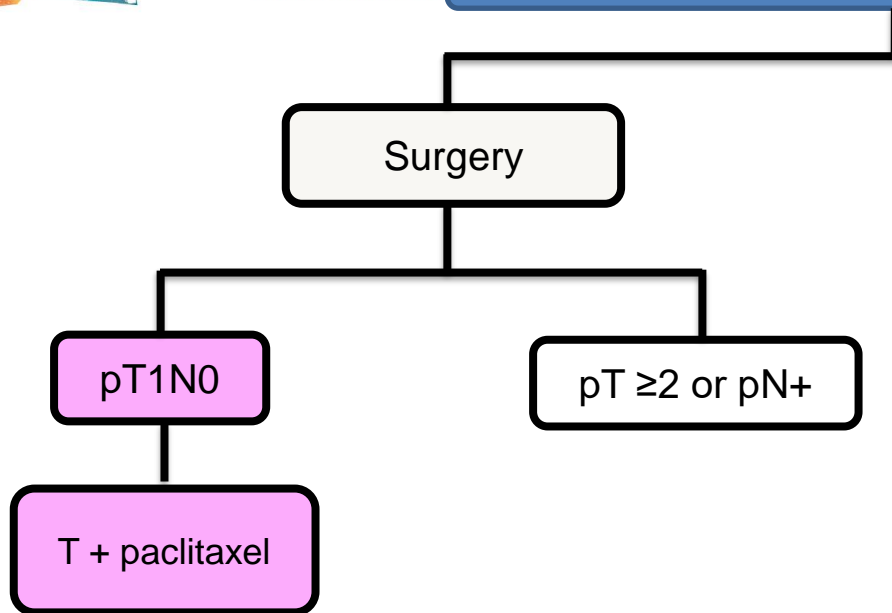 Surgery
pT1N0
pT ≥2 or pN+
T + paclitaxel